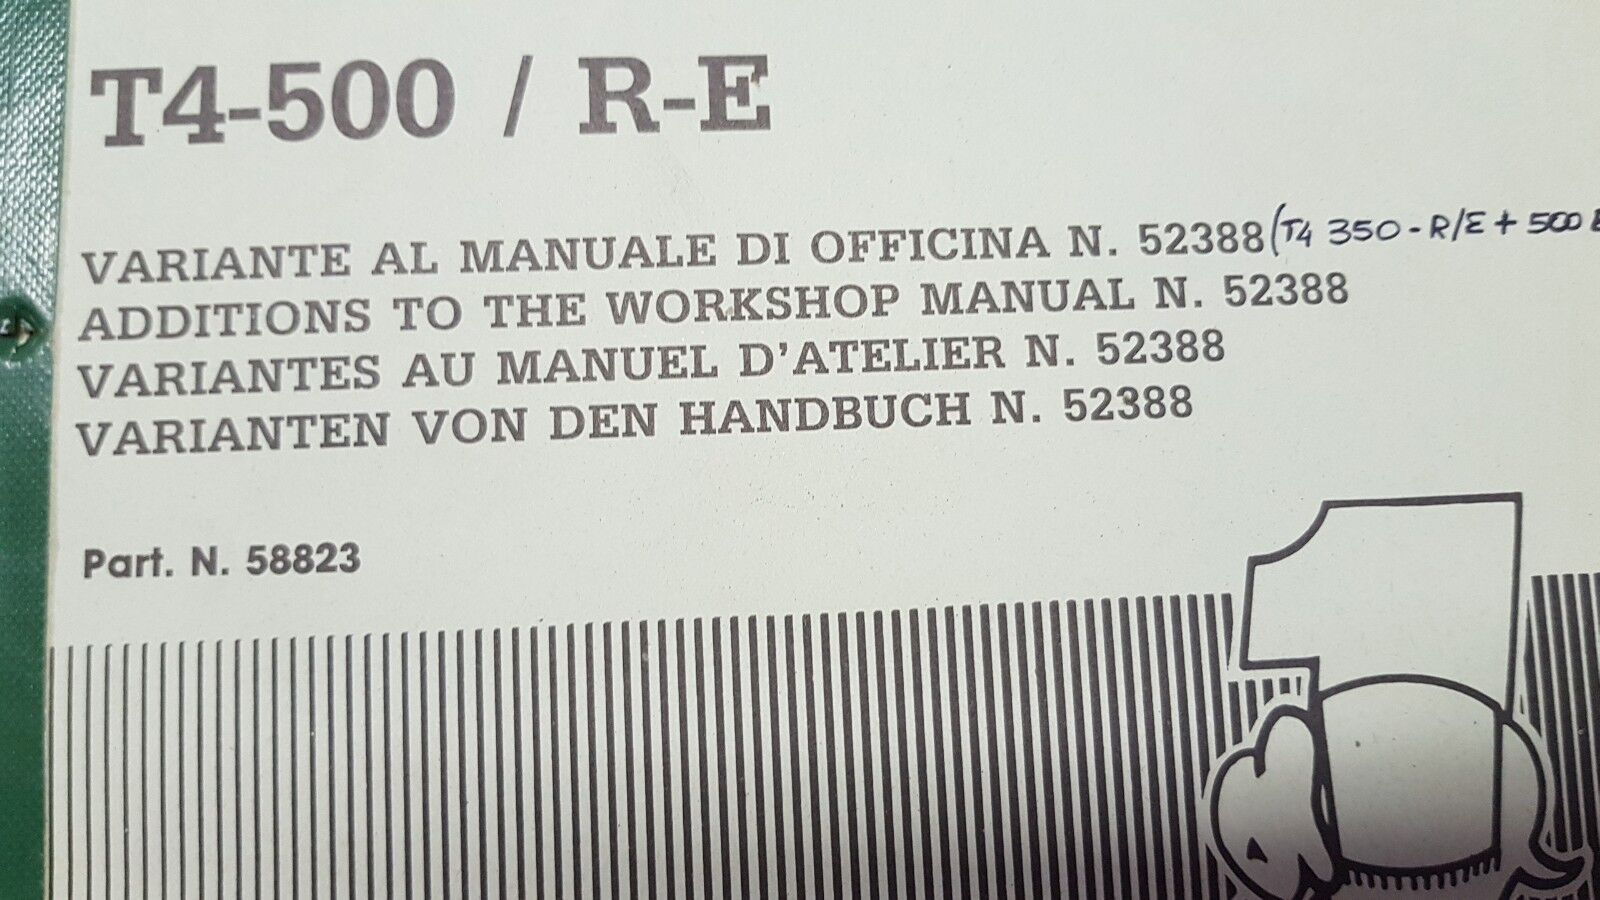 T4-500 / R-E
VARIANTE AL MANUALE DI OFFICINA N. 52388 (T4 350 - R/E + 500
ADDITIONS TO THE WORKSHOP MANUAL N. 52388
VARIANTES AU MANUEL D'ATELIER N. 52388
VARIANTEN VON DEN HANDBUCH N. 52388
Part. N. 58823